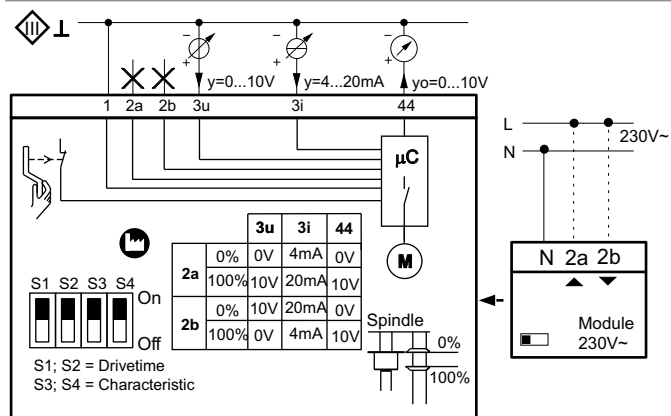 III
− − −
+ + +
y=0...10V y=4...20mA yo=0...10V
1 2a 2b 3u 3i 44
L
230V~
N
µC
M
3u 3i 44
2a 0% 0V 4mA 0V
100% 10V 20mA 10V
2b 0% 10V 20mA 0V
100% 0V 4mA 10V
S1 S2 S3 S4
On
Off
S1; S2 = Drivetime
S3; S4 = Characteristic
Spindle
0%
100%
N 2a 2b
Module
230V~